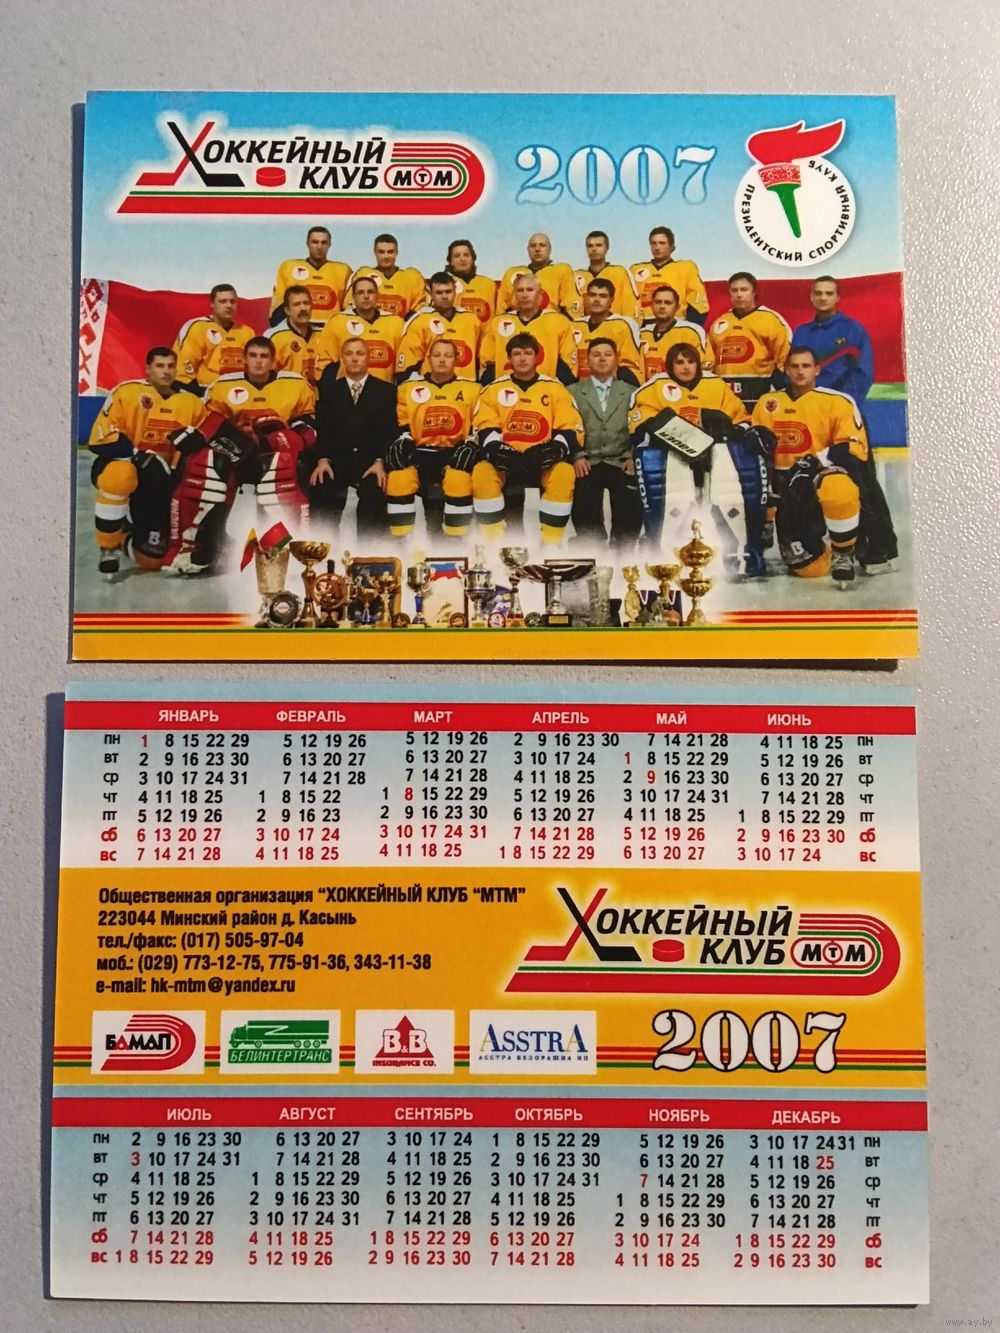 ХОККЕЙНЫЙ
КЛУБ МТМ
2007
ПРЕЗИДЕНТСКИЙ СПОРТИВНЫЙ КЛУБ
МТМ
A
C
BAUER
KOHO
KOHO
ЯНВАРЬ ФЕВРАЛЬ МАРТ АПРЕЛЬ МАЙ ИЮНЬ
ПН 1 8 15 22 29 5 12 19 26 5 12 19 26 2 9 16 23 30 7 14 21 28 4 11 18 25 ПН
ВТ 2 9 16 23 30 6 13 20 27 6 13 20 27 3 10 17 24 1 8 15 22 29 5 12 19 26 ВТ
СР 3 10 17 24 31 7 14 21 28 7 14 21 28 4 11 18 25 2 9 16 23 30 6 13 20 27 СР
ЧТ 4 11 18 25 1 8 15 22 1 8 15 22 29 5 12 19 26 3 10 17 24 31 7 14 21 28 ЧТ
ПТ 5 12 19 26 2 9 16 23 2 9 16 23 30 6 13 20 27 4 11 18 25 1 8 15 22 29 ПТ
СБ 6 13 20 27 3 10 17 24 3 10 17 24 31 7 14 21 28 5 12 19 26 2 9 16 23 30 СБ
ВС 7 14 21 28 4 11 18 25 4 11 18 25 1 8 15 22 29 6 13 20 27 3 10 17 24 ВС
Общественная организация "ХОККЕЙНЫЙ КЛУБ "МТМ"
223044 Минский район д. Касынь
тел./факс: (017) 505-97-04
моб.: (029) 773-12-75, 775-91-36, 343-11-38
e-mail: hk-mtm@yandex.ru
ХОККЕЙНЫЙ
КЛУБ МТМ
БАМАП
БЕЛИНТЕРТРАНС
B&B
INSURANCE CO.
ASSTRA
АССТРА БЕЛОРАШИА ИП
2007
ИЮЛЬ АВГУСТ СЕНТЯБРЬ ОКТЯБРЬ НОЯБРЬ ДЕКАБРЬ
ПН 2 9 16 23 30 6 13 20 27 3 10 17 24 1 8 15 22 29 5 12 19 26 3 10 17 24 31 ПН
ВТ 3 10 17 24 31 7 14 21 28 4 11 18 25 2 9 16 23 30 6 13 20 27 4 11 18 25 ВТ
СР 4 11 18 25 1 8 15 22 29 5 12 19 26 3 10 17 24 31 7 14 21 28 5 12 19 26 СР
ЧТ 5 12 19 26 2 9 16 23 30 6 13 20 27 4 11 18 25 1 8 15 22 29 6 13 20 27 ЧТ
ПТ 6 13 20 27 3 10 17 24 31 7 14 21 28 5 12 19 26 2 9 16 23 30 7 14 21 28 ПТ
СБ 7 14 21 28 4 11 18 25 1 8 15 22 29 6 13 20 27 3 10 17 24 1 8 15 22 29 СБ
ВС 1 8 15 22 29 5 12 19 26 2 9 16 23 30 7 14 21 28 4 11 18 25 2 9 16 23 30 ВС
www.ay.by